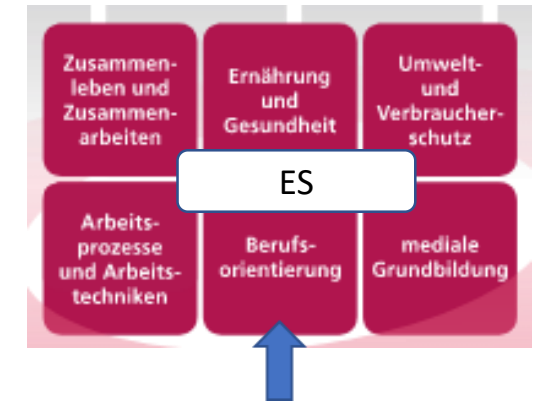 Zusammen-
leben und
Zusammen-
arbeiten
Ernährung
und
Gesundheit
Umwelt-
und
Verbraucher-
schutz
ES
Arbeits-
prozesse
und Arbeits-
techniken
Berufs-
orientierung
mediale
Grundbildung